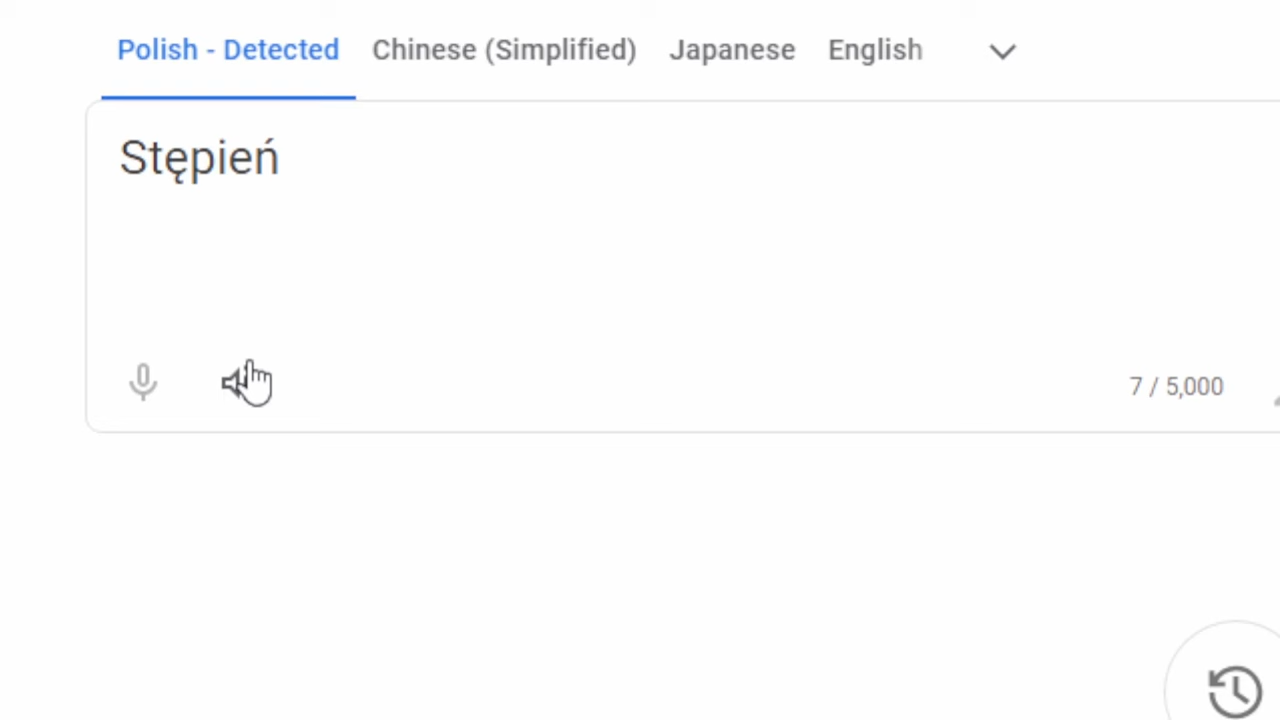 Polish - Detected Chinese (Simplified) Japanese English
Stępień
7 / 5,000